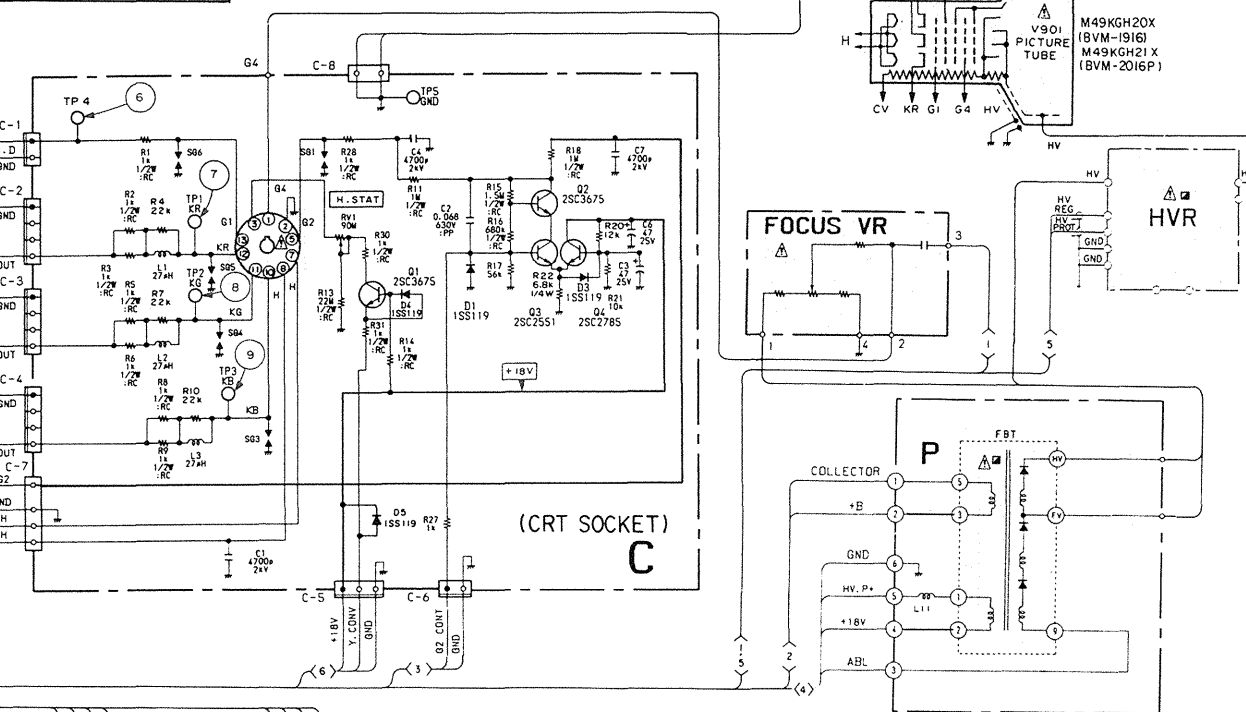 G4
C-8
TP5
GND
TP 4
6
C-1
.D
GND
R1
1k
1/2W
:RC
SG6
C-2
GND
OUT
R2
1k
1/2W
:RC
R4
22k
7
TP1
KR
G1
KR
R3
1k
1/2W
:RC
L1
27μH
SG5
C-3
GND
OUT
R5
1k
1/2W
:RC
R7
22k
TP2
KG
8
KG
SG4
R6
1k
1/2W
:RC
L2
27μH
9
C-4
GND
OUT
R8
1k
1/2W
:RC
R10
22k
TP3
KB
KB
SG3
R9
1k
1/2W
:RC
L3
27μH
C-7
G2
ND
H
H
C1
4700p
2kV
SG1
R28
1k
1/2W
:RC
C4
4700p
2kV
G4
G2
3
1
2
5
7
8
10
11
12
13
H
H
H.STAT
RV1
90M
R30
1k
1/2W
:RC
Q1
2SC3675
R13
22M
1/2W
:RC
D4
1SS119
R31
1k
1/2W
:RC
R14
1k
1/2W
:RC
R11
1M
1/2W
:RC
C2
0.068
630V
:PP
R15
1.5M
1/2W
:RC
R16
680k
1/2W
:RC
R17
56k
D1
1SS119
R18
1M
1/2W
:RC
C7
4700p
2kV
Q2
2SC3675
R20
12k
C6
47
25V
C3
47
25V
R22
6.8k
1/4W
D3
1SS119
R21
10k
Q3
2SC2551
Q4
2SC2785
+18V
D5
1SS119
R27
1k
(CRT SOCKET)
C
C-5
C-6
+18V
Y.CONV
GND
G2 CONT
GND
6
3
H
CV KR G1 G4 HV
V901
PICTURE
TUBE
M49KGH20X
(BVM-1916)
M49KGH21X
(BVM-2016P)
HV
FOCUS VR
3
1
4
2
1
5
HV
HV
REG
HV
PROT
GND
GND
HVR
H
P
FBT
COLLECTOR
1
5
+B
2
3
GND
6
HV.P+
5
L11
1
+18V
4
2
ABL
3
HV
FV
9
1
5
2
4